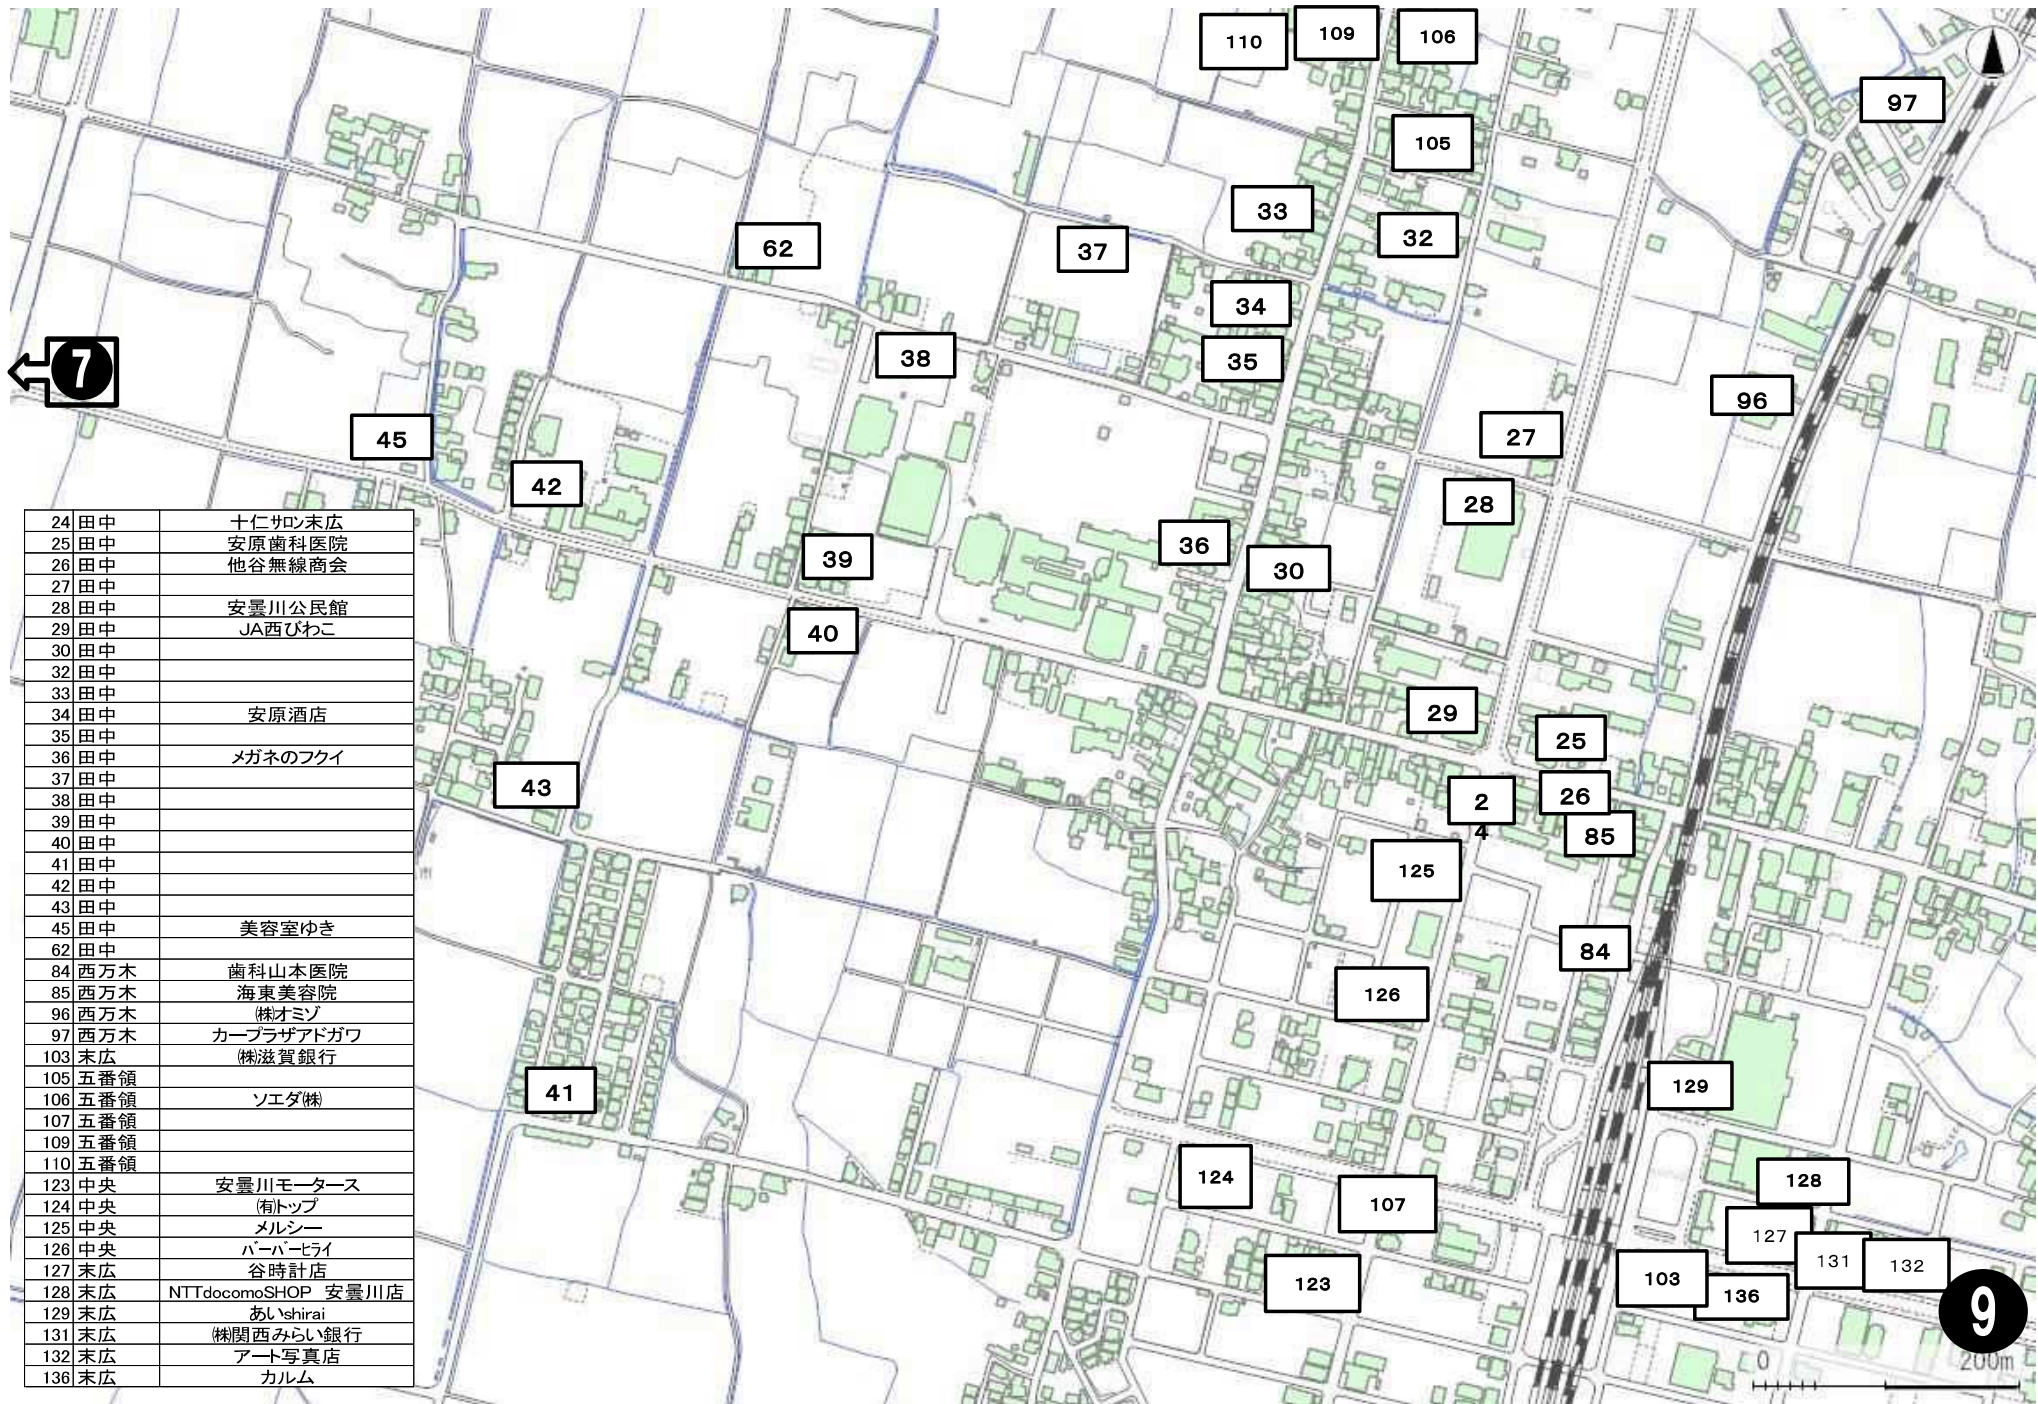 110
109
106
97
105
33
32
62
37
34
38
35
7
96
45
27
42
28
36
39
30
40
29
25
43
26
2
4
85
125
84
126
41
129
124
128
107
127
131
132
103
136
123
9
0
200m
24 田中 十仁サロン末広
25 田中 安原歯科医院
26 田中 他谷無線商会
27 田中
28 田中 安曇川公民館
29 田中 JA西びわこ
30 田中
32 田中
33 田中
34 田中 安原酒店
35 田中
36 田中 メガネのフクイ
37 田中
38 田中
39 田中
40 田中
41 田中
42 田中
43 田中
45 田中 美容室ゆき
62 田中
84 西万木 歯科山本医院
85 西万木 海東美容院
96 西万木 ㈱オミゾ
97 西万木 カープラザアドガワ
103 末広 ㈱滋賀銀行
105 五番領
106 五番領 ソエダ㈱
107 五番領
109 五番領
110 五番領
123 中央 安曇川モータース
124 中央 ㈲トップ
125 中央 メルシー
126 中央 バーバーヒライ
127 末広 谷時計店
128 末広 NTTdocomoSHOP 安曇川店
129 末広 あいshirai
131 末広 ㈱関西みらい銀行
132 末広 アート写真店
136 末広 カルム